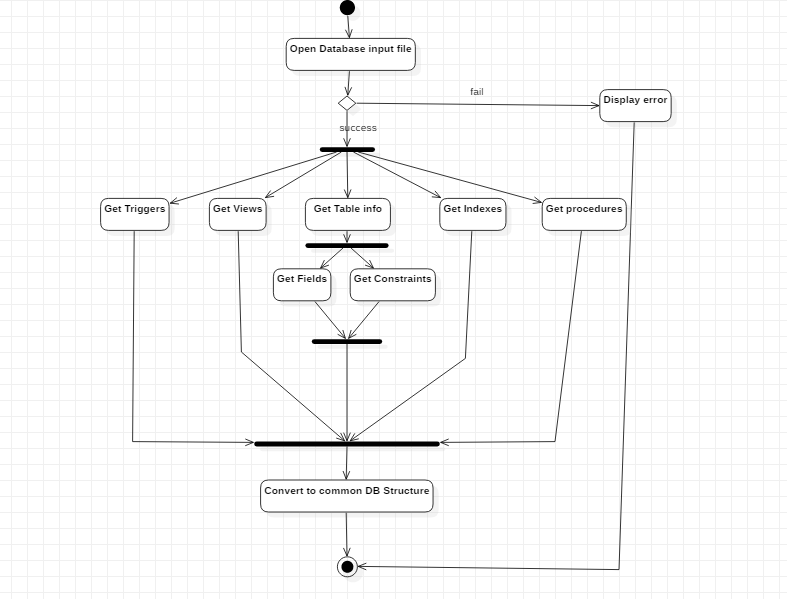 Open Database input file
fail
Display error
success
Get Triggers
Get Views
Get Table info
Get Indexes
Get procedures
Get Fields
Get Constraints
Convert to common DB Structure